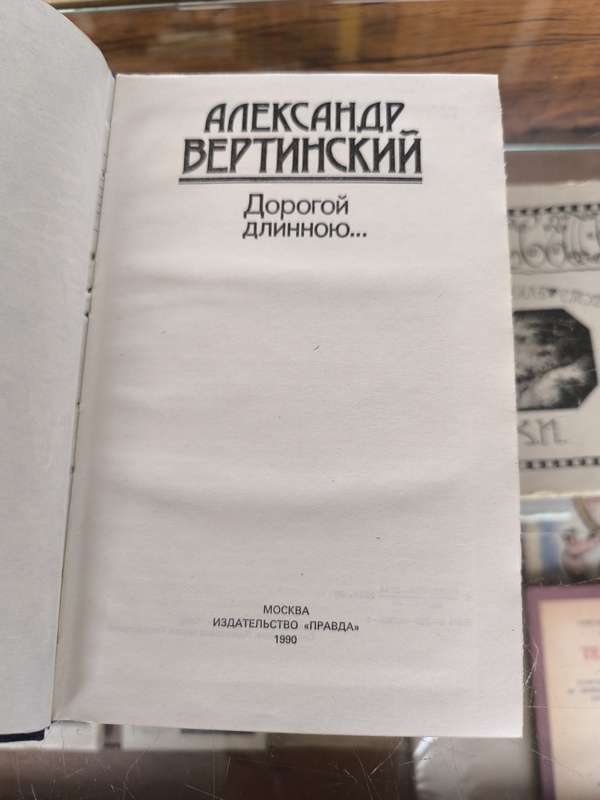 АЛЕКСАНДР
ВЕРТИНСКИЙ
Дорогой
длинною...
МОСКВА
ИЗДАТЕЛЬСТВО «ПРАВДА»
1990